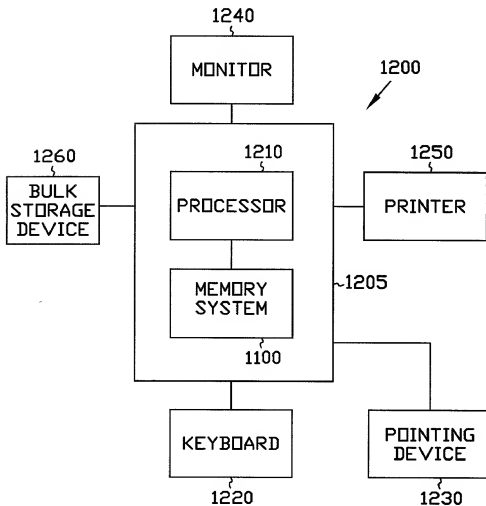 1240
MONITOR
1200
1260
BULK
STORAGE
DEVICE
1210
PROCESSOR
1250
PRINTER
MEMORY
SYSTEM
1205
1100
KEYBOARD
1220
POINTING
DEVICE
1230